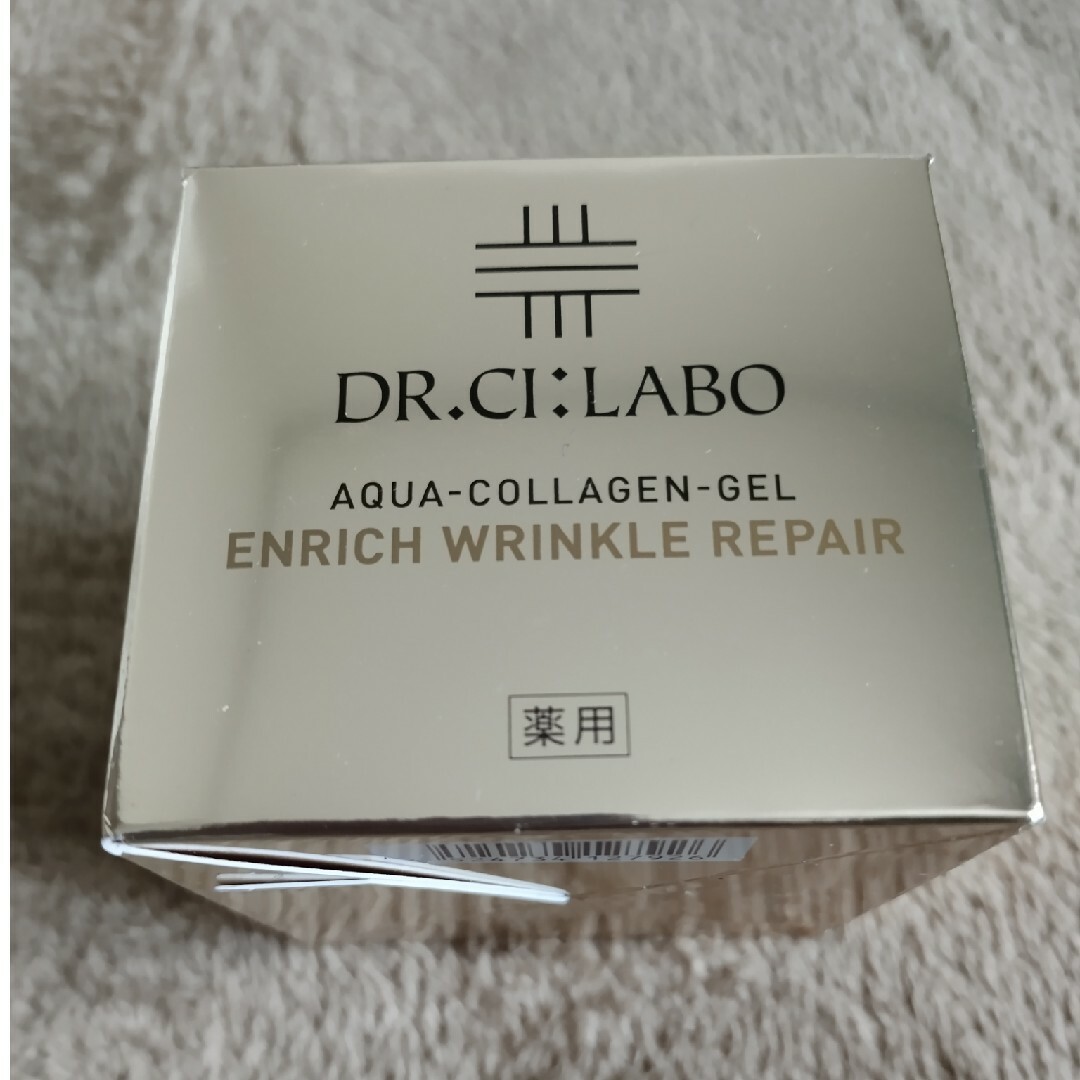 DR.CI:LABO
AQUA-COLLAGEN-GEL
ENRICH WRINKLE REPAIR
薬用